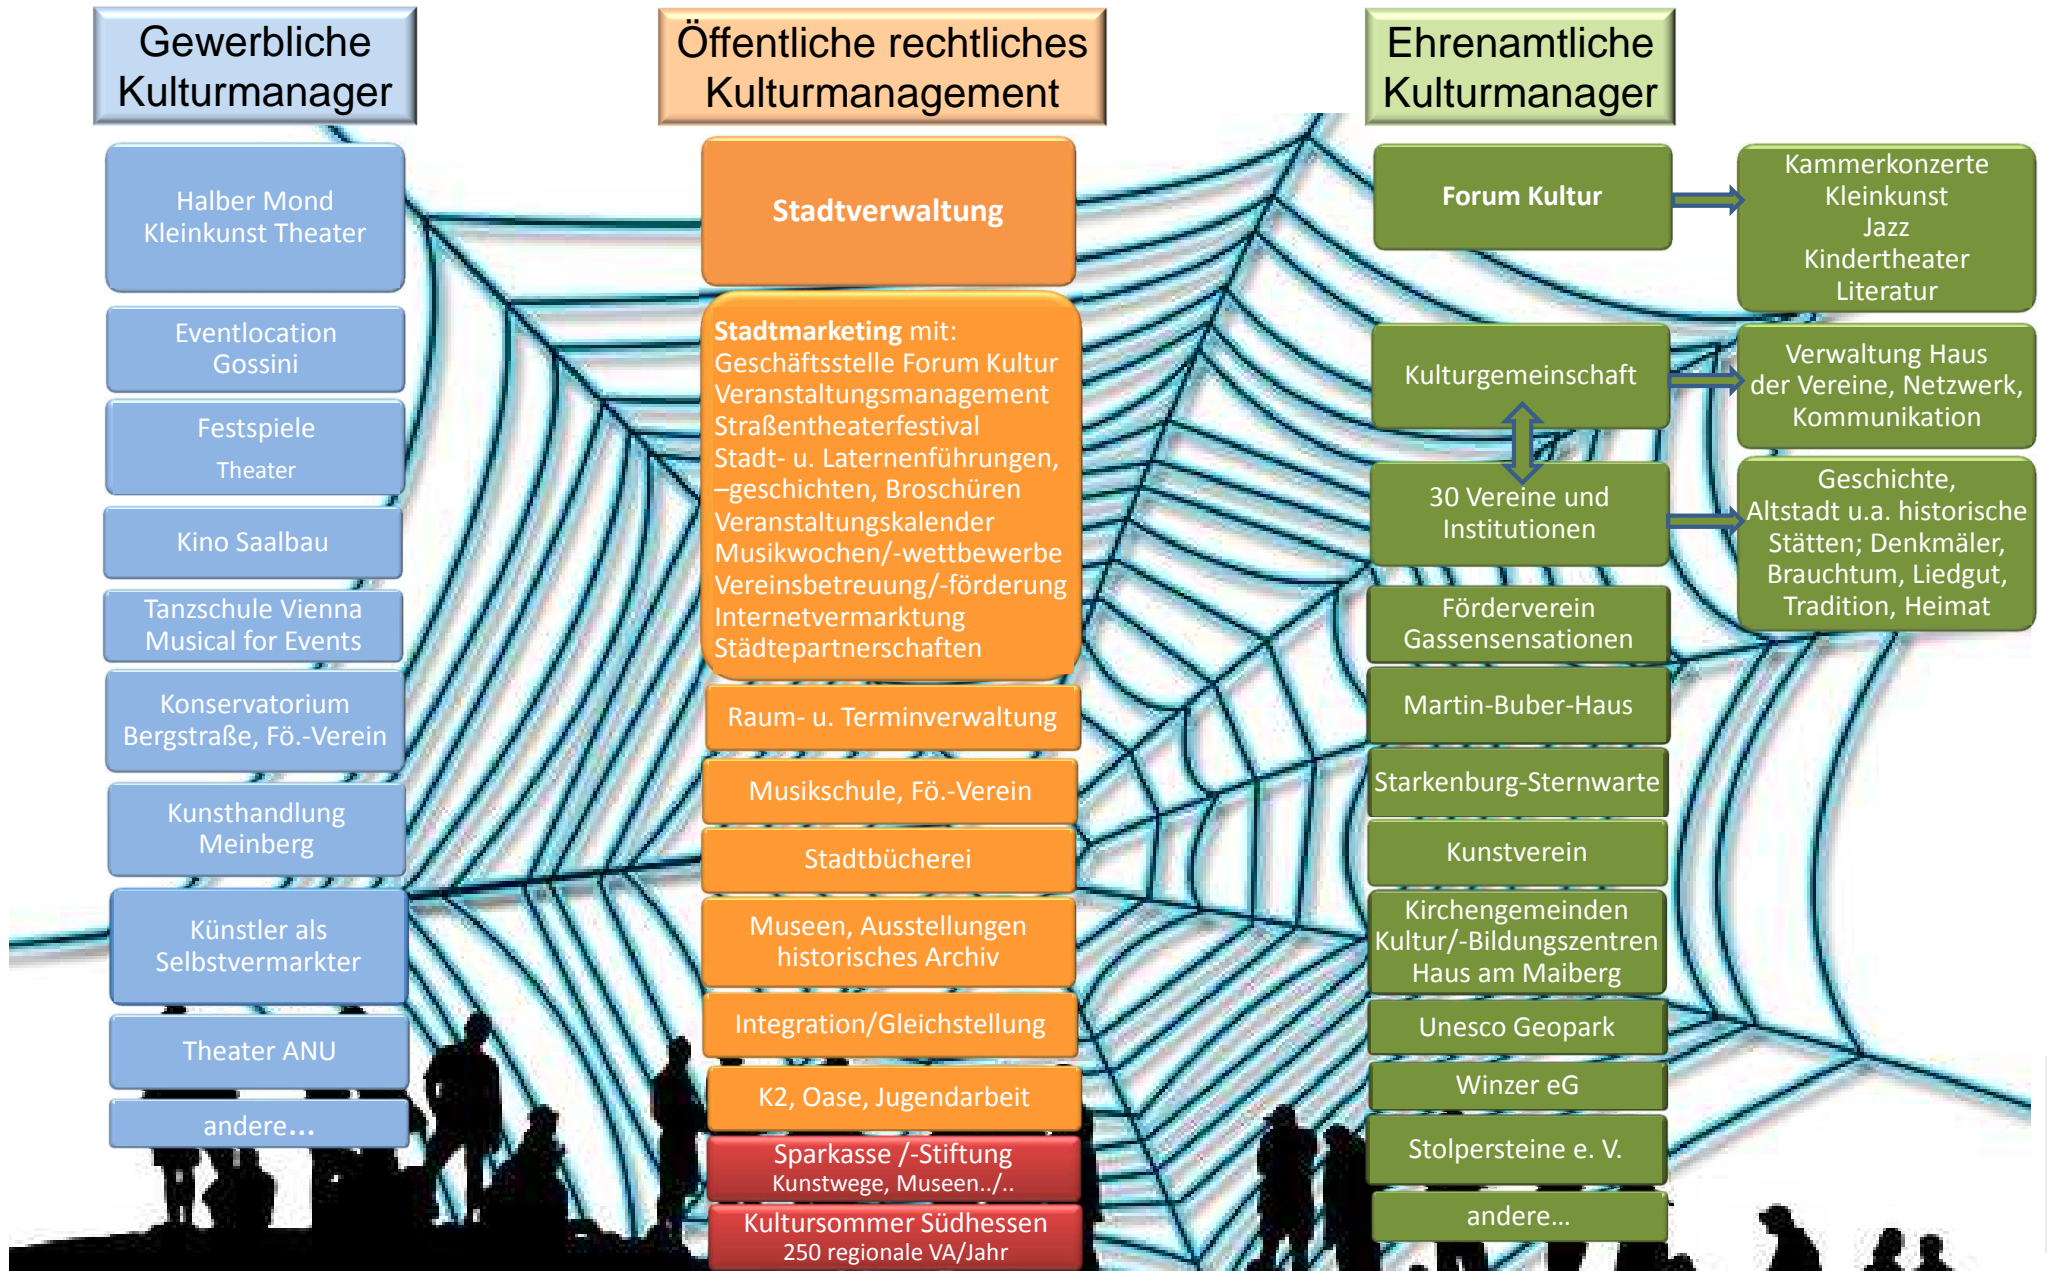 Gewerbliche
Kulturmanager
Halber Mond
Kleinkunst Theater
Eventlocation
Gossini
Festspiele
Theater
Kino Saalbau
Tanzschule Vienna
Musical for Events
Konservatorium
Bergstraße, Fö.-Verein
Kunsthandlung
Meinberg
Künstler als
Selbstvermarkter
Theater ANU
andere...
Öffentliche rechtliches
Kulturmanagement
Stadtverwaltung
Stadtmarketing mit:
Geschäftsstelle Forum Kultur
Veranstaltungsmanagement
Straßentheaterfestival
Stadt- u. Laternenführungen,
–geschichten, Broschüren
Veranstaltungskalender
Musikwochen/-wettbewerbe
Vereinsbetreuung/-förderung
Internetvermarktung
Städtepartnerschaften
Raum- u. Terminverwaltung
Musikschule, Fö.-Verein
Stadtbücherei
Museen, Ausstellungen
historisches Archiv
Integration/Gleichstellung
K2, Oase, Jugendarbeit
Sparkasse /-Stiftung
Kunstwege, Museen../..
Kultursommer Südhessen
250 regionale VA/Jahr
Ehrenamtliche
Kulturmanager
Forum Kultur
Kammerkonzerte
Kleinkunst
Jazz
Kindertheater
Literatur
Kulturgemeinschaft
Verwaltung Haus
der Vereine, Netzwerk,
Kommunikation
30 Vereine und
Institutionen
Geschichte,
Altstadt u.a. historische
Stätten; Denkmäler,
Brauchtum, Liedgut,
Tradition, Heimat
Förderverein
Gassensensationen
Martin-Buber-Haus
Starkenburg-Sternwarte
Kunstverein
Kirchengemeinden
Kultur/-Bildungszentren
Haus am Maiberg
Unesco Geopark
Winzer eG
Stolpersteine e. V.
andere...